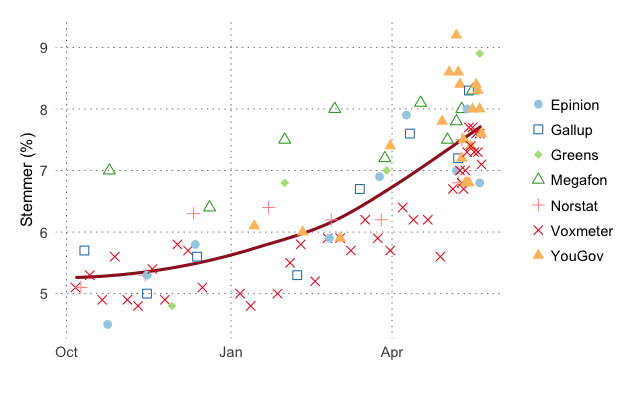 Stemmer (%)
9
8
7
6
5
Oct
Jan
Apr
Epinion
Gallup
Greens
Megafon
Norstat
Voxmeter
YouGov